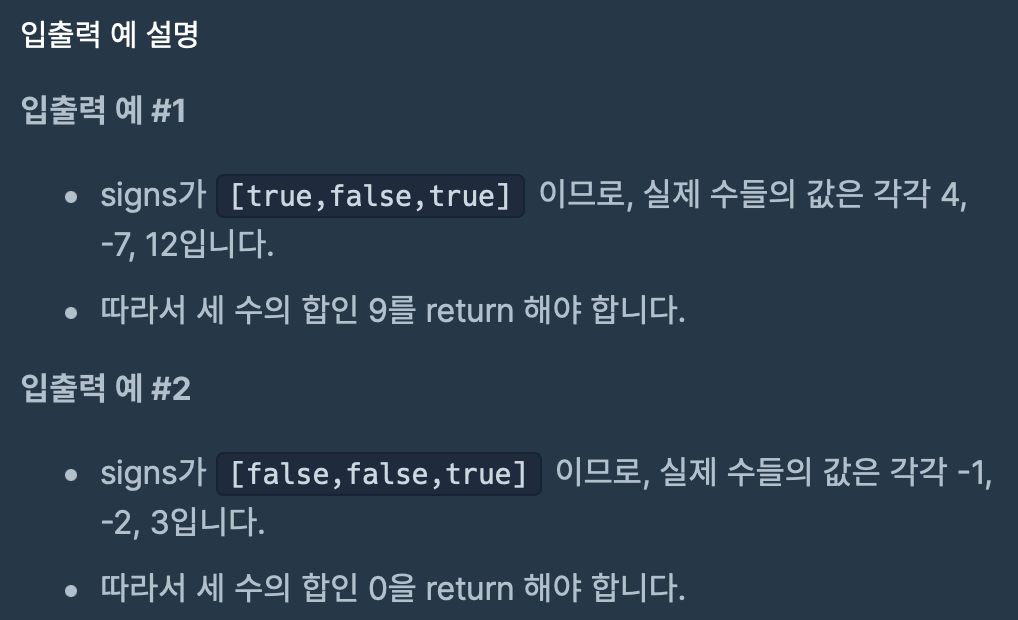 입출력 예 설명
입출력 예 #1
• signs가 [true,false,true] 이므로, 실제 수들의 값은 각각 4,
-7, 12입니다.
• 따라서 세 수의 합인 9를 return 해야 합니다.
입출력 예 #2
• signs가 [false,false,true] 이므로, 실제 수들의 값은 각각 -1,
-2, 3입니다.
• 따라서 세 수의 합인 0을 return 해야 합니다.